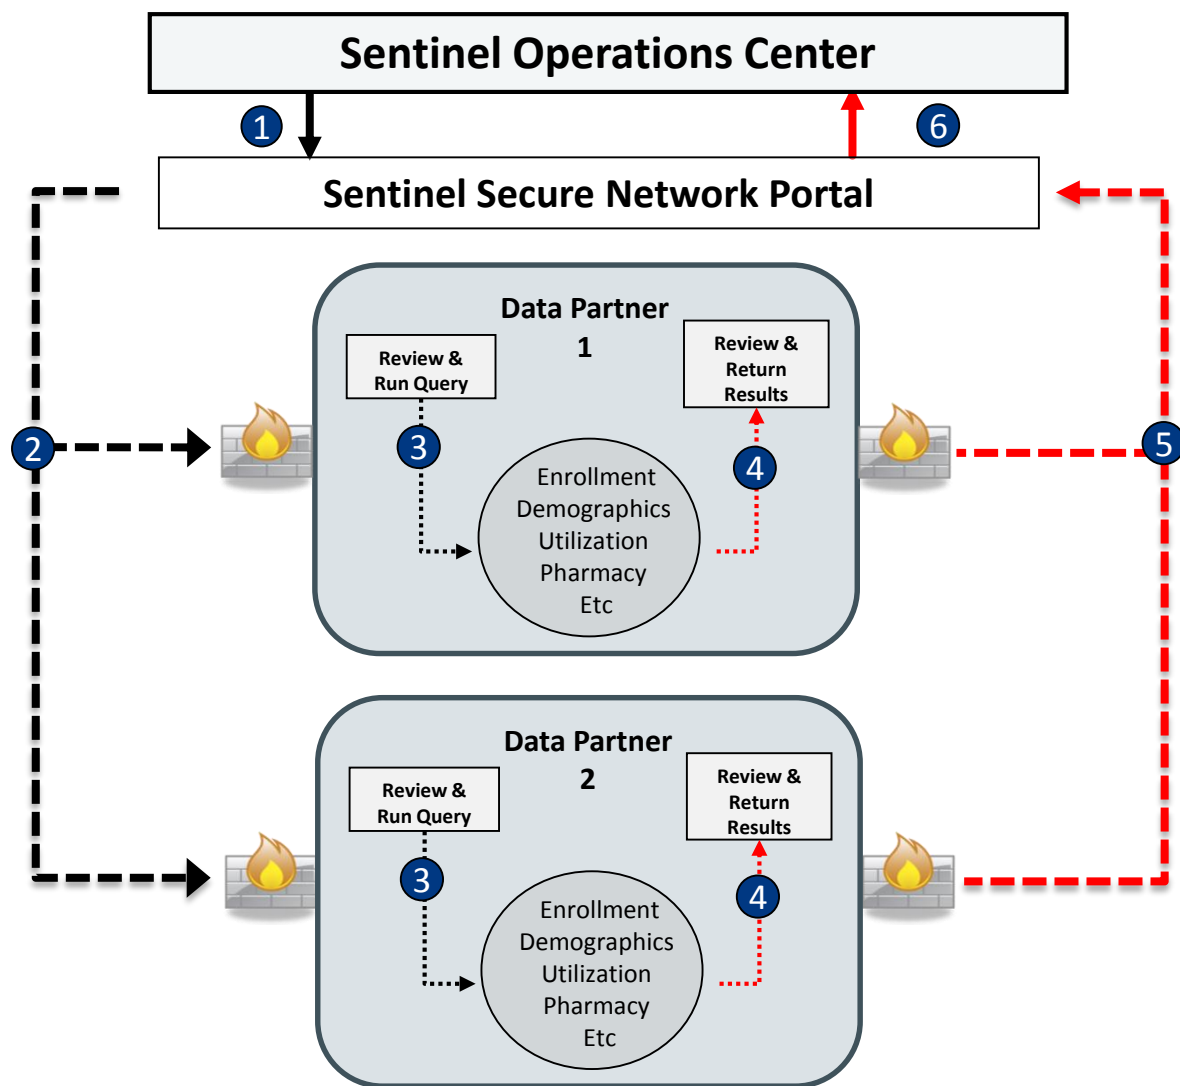 Sentinel Operations Center
1
6
Sentinel Secure Network Portal
Data Partner
1
Review &
Run Query
Review &
Return
Results
2
3
4
5
Enrollment
Demographics
Utilization
Pharmacy
Etc
Data Partner
2
Review &
Run Query
Review &
Return
Results
3
4
Enrollment
Demographics
Utilization
Pharmacy
Etc